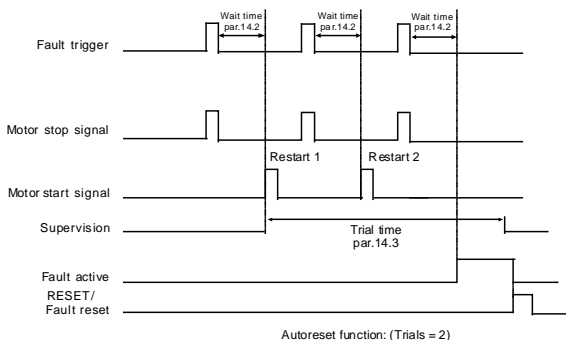 Wait time
par.14.2
Wait time
par.14.2
Wait time
par.14.2
Fault trigger
Motor stop signal
Restart 1
Restart 2
Motor start signal
Supervision
Trial time
par.14.3
Fault active
RESET/
Fault reset
Autoreset function: (Trials = 2)